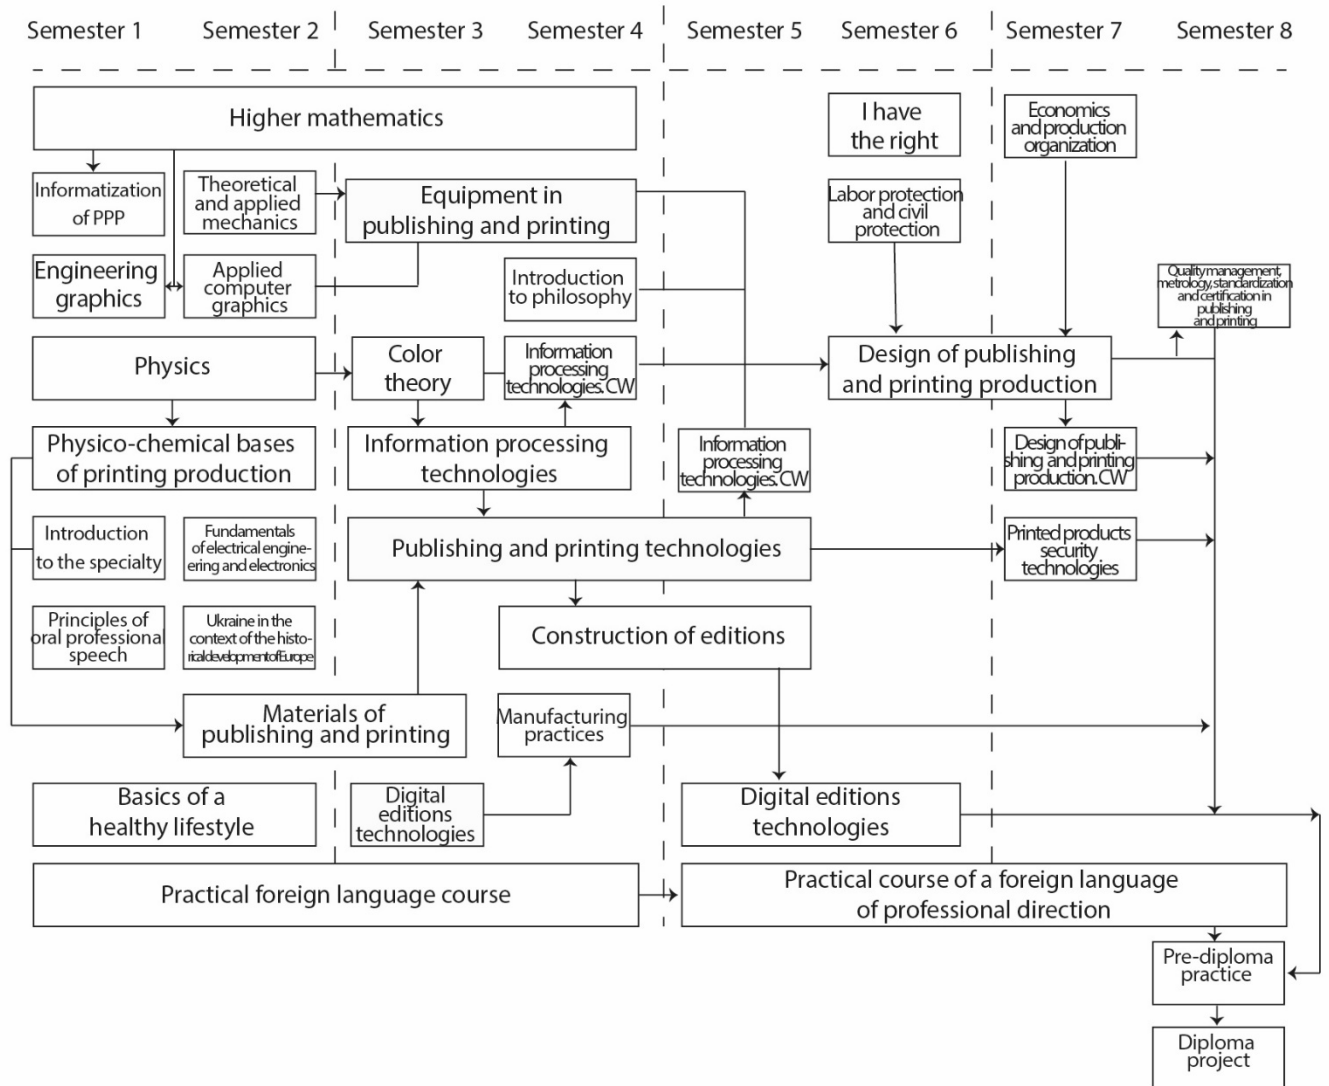 Semester 1
Semester 2
Semester 3
Semester 4
Semester 5
Semester 6
Semester 7
Semester 8
Higher mathematics
I have
the right
Economics
and production
organization
Informatization
of PPP
Theoretical
and applied
mechanics
Equipment in
publishing and printing
Labor protection
and civil
protection
Engineering
graphics
Applied
computer
graphics
Introduction
to philosophy
Quality management,
metrology, standardization
and certification in
publishing
and printing
Physics
Color
theory
Information
processing
technologies. CW
Design of publishing
and printing production
Physico-chemical bases
of printing production
Information processing
technologies
Information
processing
technologies. CW
Design of publi-
shing and printing
production. CW
Introduction
to the specialty
Fundamentals
of electrical engine-
ering and electronics
Publishing and printing technologies
Printed products
security
technologies
Principles of
oral professional
speech
Ukraine in the
context of the histo-
rical development of Europe
Construction of editions
Materials of
publishing and printing
Manufacturing
practices
Basics of a
healthy lifestyle
Digital
editions
technologies
Digital editions
technologies
Practical foreign language course
Practical course of a foreign language
of professional direction
Pre-diploma
practice
Diploma
project